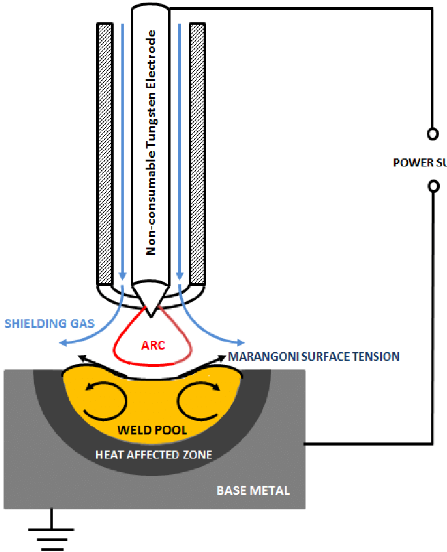 Non-consumable Tungsten Electrode
POWER SU
SHIELDING GAS
ARC
MARANGONI SURFACE TENSION
WELD POOL
HEAT AFFECTED ZONE
BASE METAL